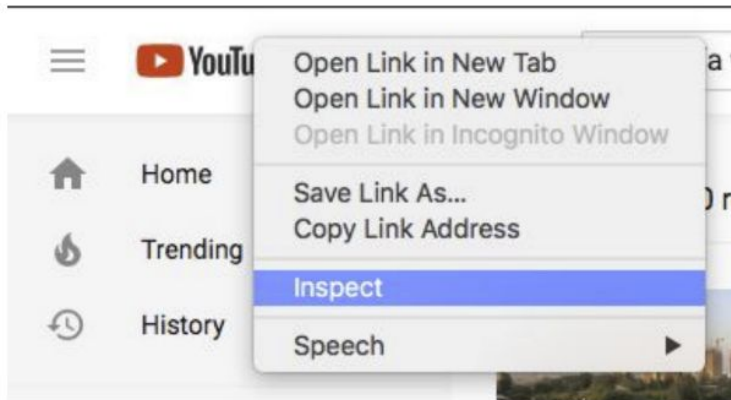 YouTu
Open Link in New Tab
Open Link in New Window
Open Link in Incognito Window
Home
Save Link As...
Copy Link Address
Trending
Inspect
History
Speech